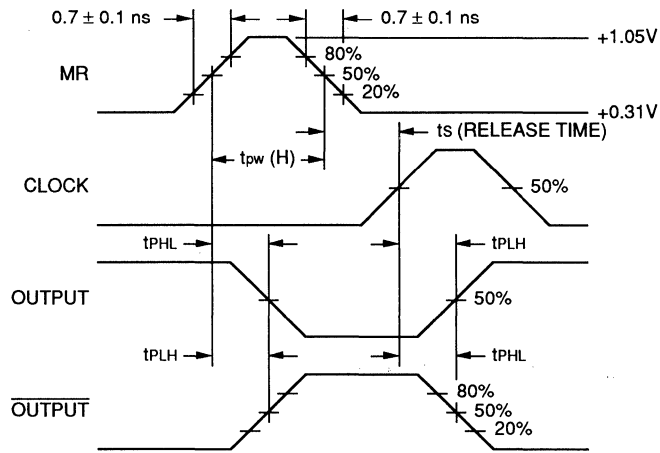 0.7 ± 0.1 ns
0.7 ± 0.1 ns
+1.05V
MR
80%
50%
20%
+0.31V
ts (RELEASE TIME)
tpw (H)
CLOCK
50%
tPHL
tPLH
OUTPUT
50%
tPLH
tPHL
OUTPUT
80%
50%
20%